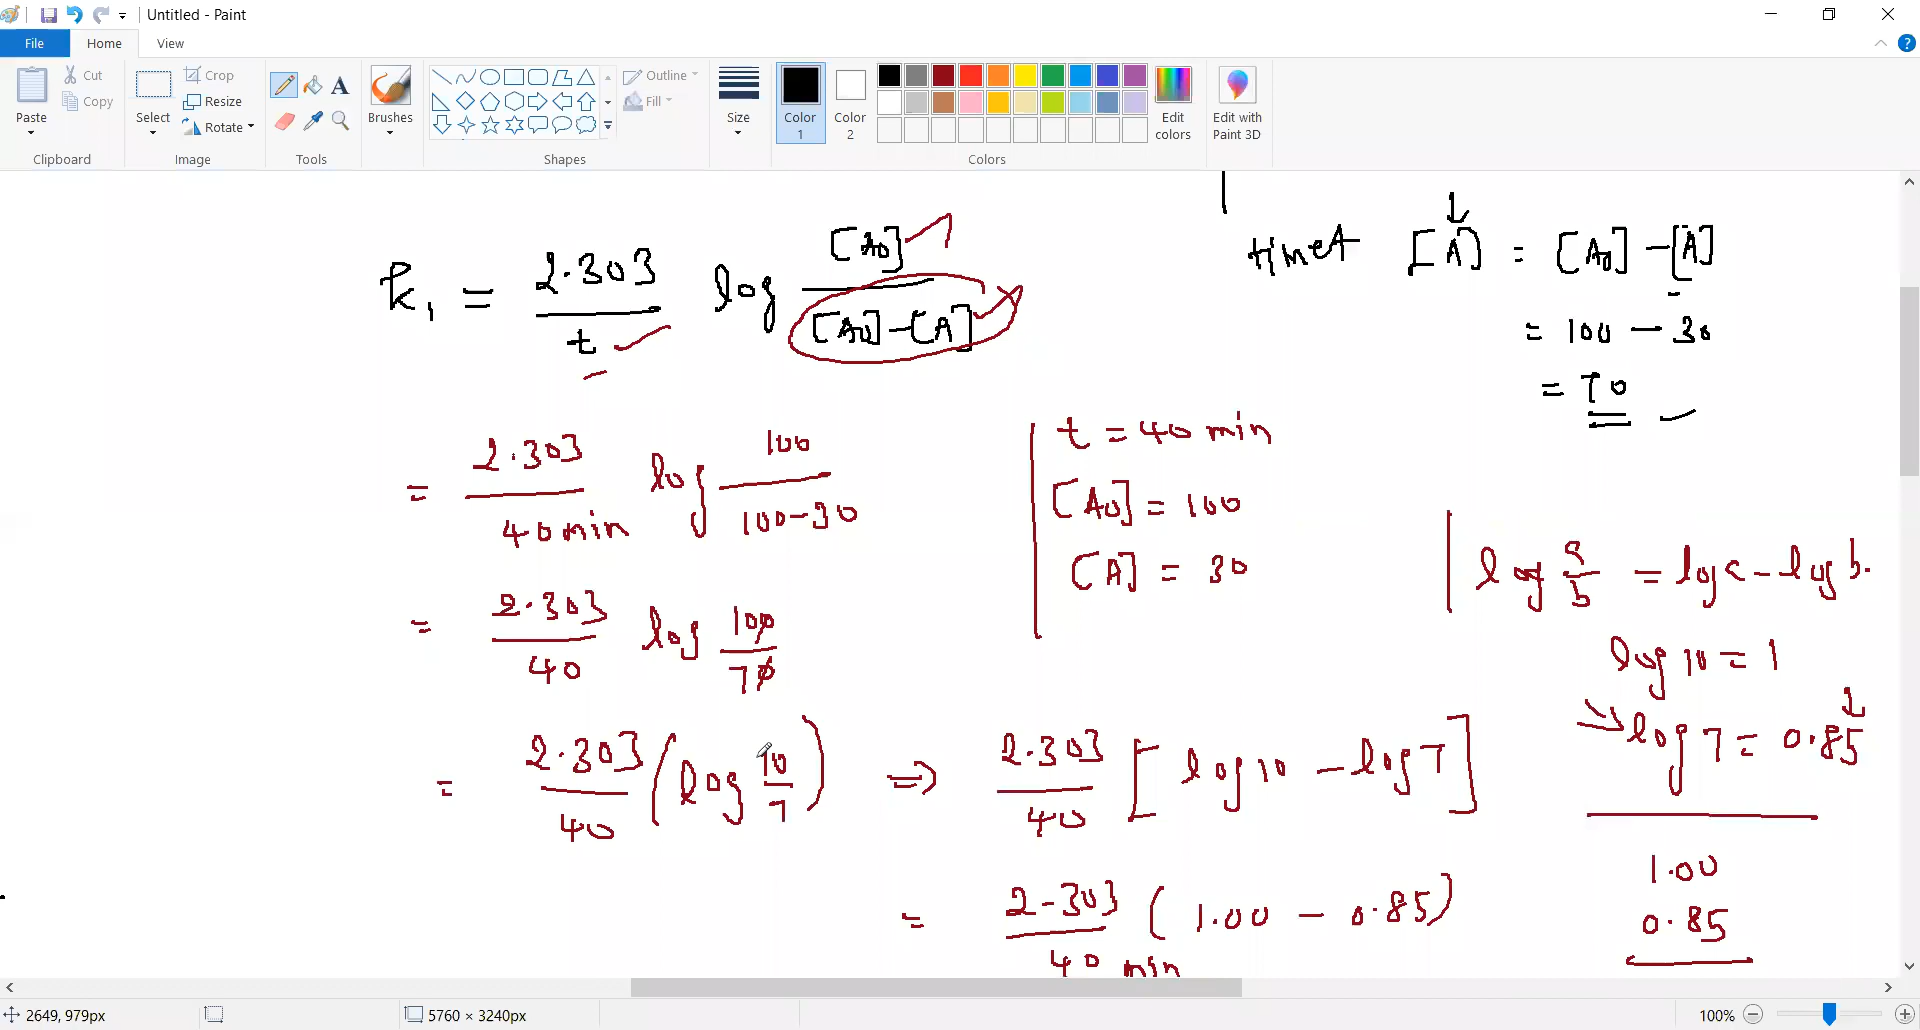 Untitled - Paint
File Home View
Paste
Cut
Copy
Clipboard
Select
Crop
Resize
Rotate
Image
Tools
Brushes
Shapes
Outline
Fill
Size
Color 1
Color 2
Colors
Edit colors
Edit with Paint 3D
k₁ = 2.303/t log [A0]/[A0]-[A]
time t [A] = [A0] - [A]
= 100 - 30
= 70
= 2.303/40 min log 100/100-30
t = 40 min
[A0] = 100
[A] = 30
log a/b = log a - log b.
= 2.303/40 log 100/70
log 10 = 1
log 7 = 0.85
= 2.303/40 (log 10/7) ⇒ 2.303/40 [log 10 - log 7]
= 2-303/40 min (1.00 - 0.85)
1.00
0.85
2649, 979px
5760 × 3240px
100%